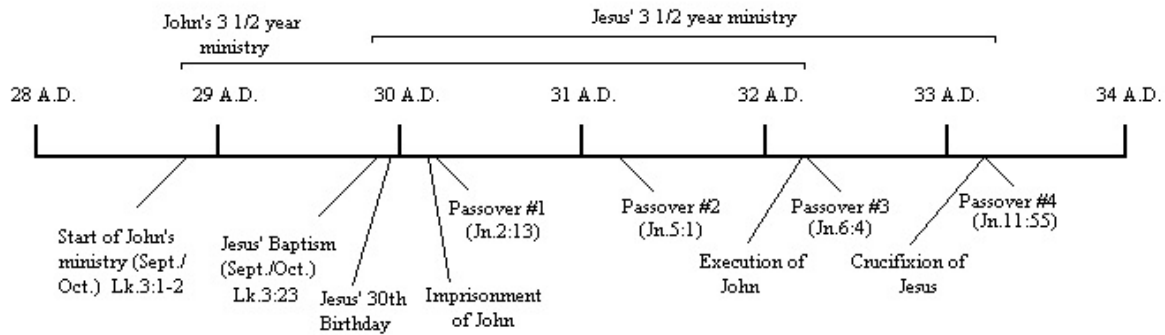 John's 3 1/2 year
ministry
Jesus' 3 1/2 year ministry
28 A.D.
29 A.D.
30 A.D.
31 A.D.
32 A.D.
33 A.D.
34 A.D.
Start of John's
ministry (Sept./
Oct.) Lk.3:1-2
Jesus' Baptism
(Sept./Oct.)
Lk.3:23
Jesus' 30th
Birthday
Imprisonment
of John
Passover #1
(Jn.2:13)
Passover #2
(Jn.5:1)
Execution of
John
Passover #3
(Jn.6:4)
Crucifixion of
Jesus
Passover #4
(Jn.11:55)